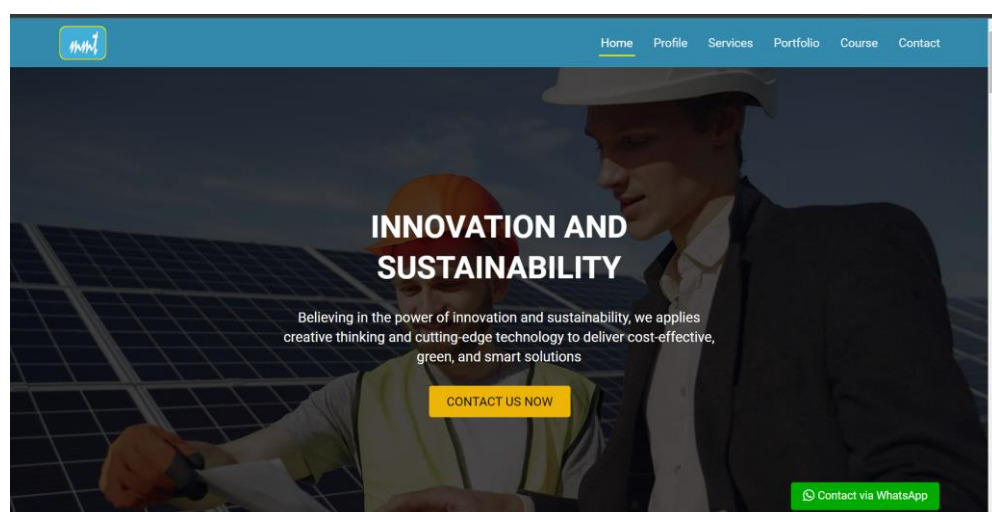 mmi
Home Profile Services Portfolio Course Contact
INNOVATION AND
SUSTAINABILITY
Believing in the power of innovation and sustainability, we applies
creative thinking and cutting-edge technology to deliver cost-effective,
green, and smart solutions
CONTACT US NOW
Contact via WhatsApp